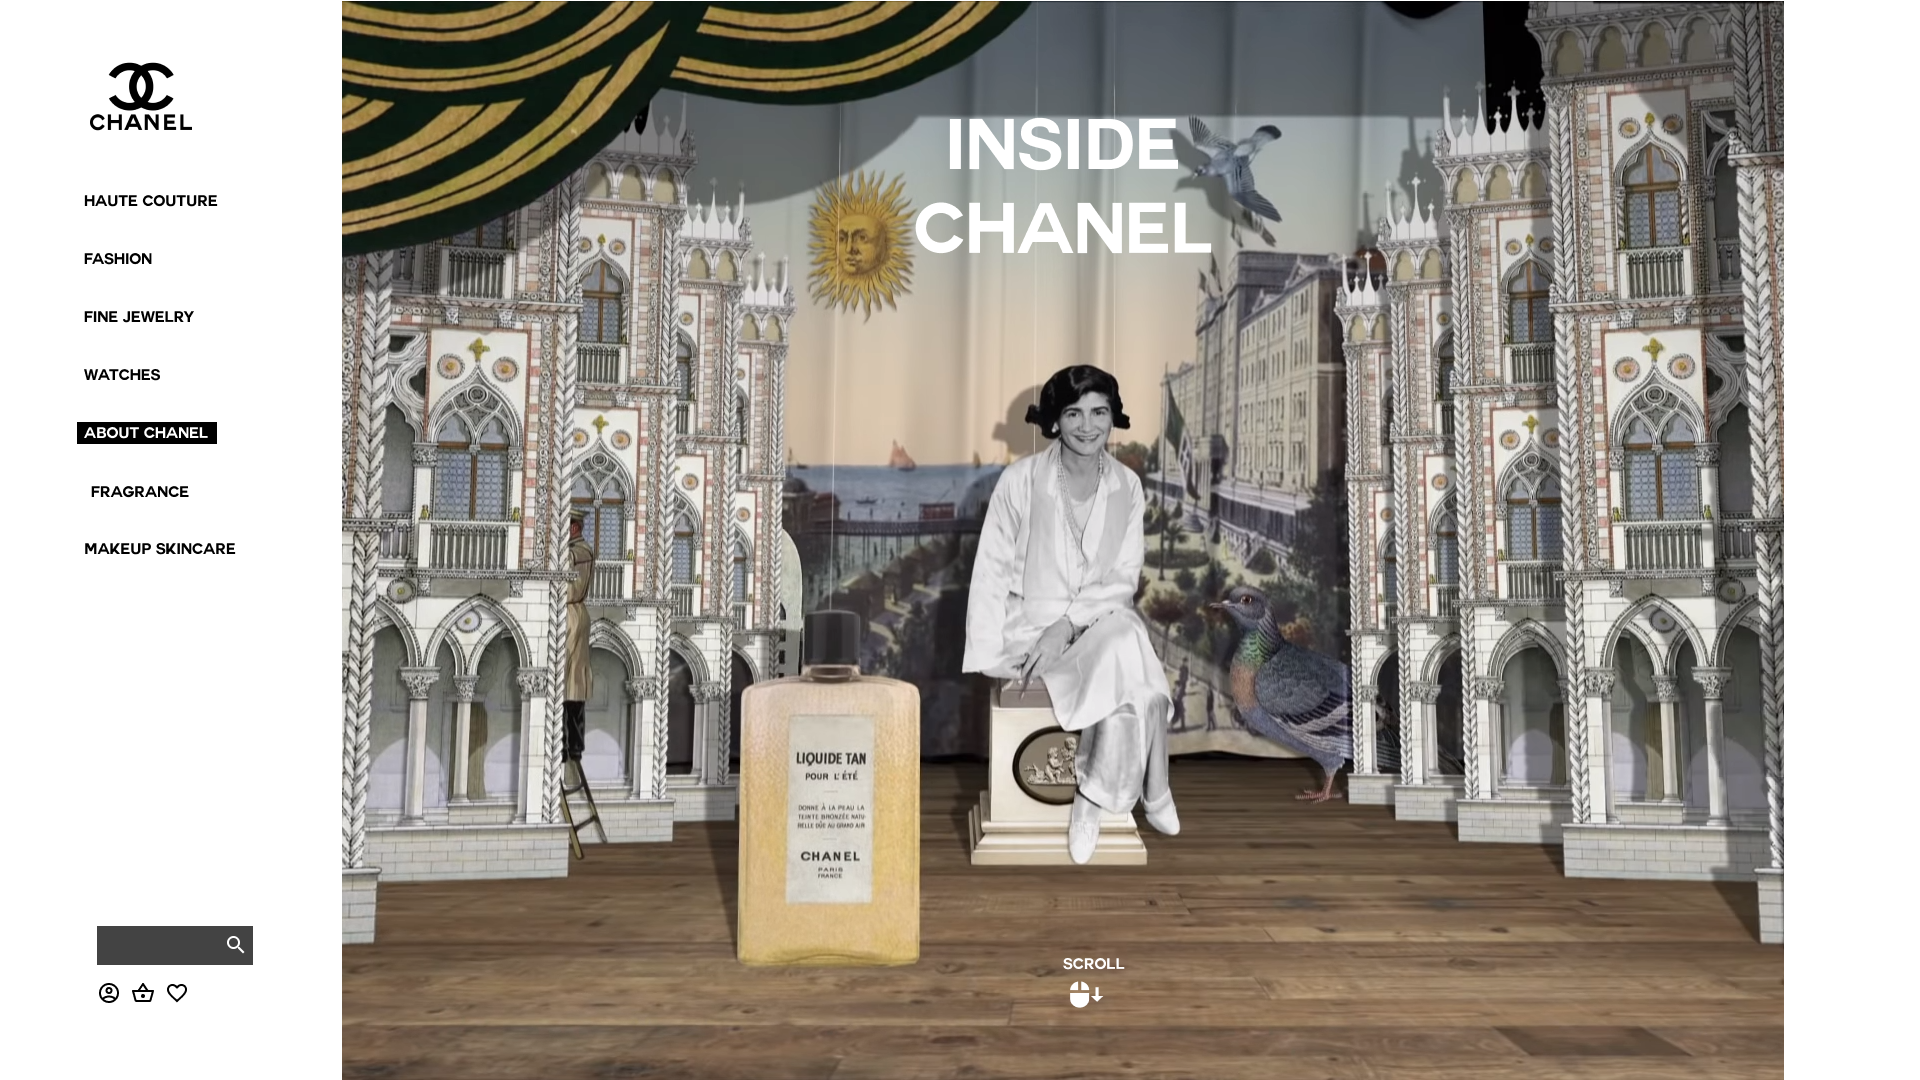 CHANEL
HAUTE COUTURE
FASHION
FINE JEWELRY
WATCHES
ABOUT CHANEL
FRAGRANCE
MAKEUP SKINCARE
INSIDE
CHANEL
LIQUIDE TAN
POUR L'ÉTÉ
DONNE À LA PEAU LA
TEINTE BRONZÉE NATU-
RELLE DÛE AU GRAND AIR
CHANEL
PARIS
FRANCE
SCROLL